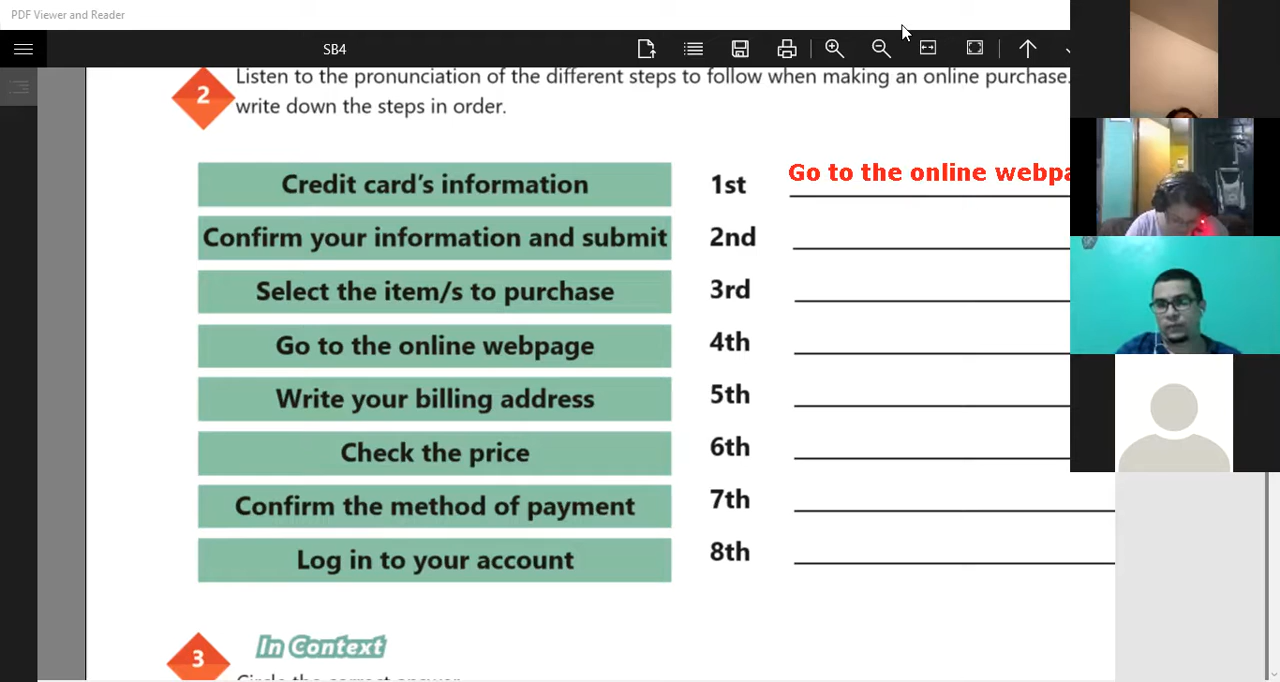 PDF Viewer and Reader
SB4
2
Listen to the pronunciation of the different steps to follow when making an online purchase.
write down the steps in order.
Credit card's information
1st
Go to the online
Confirm your information and submit
2nd
Select the item/s to purchase
3rd
Go to the online webpage
4th
Write your billing address
5th
Check the price
6th
Confirm the method of payment
7th
Log in to your account
8th
3
In Context
Circle the correct answer